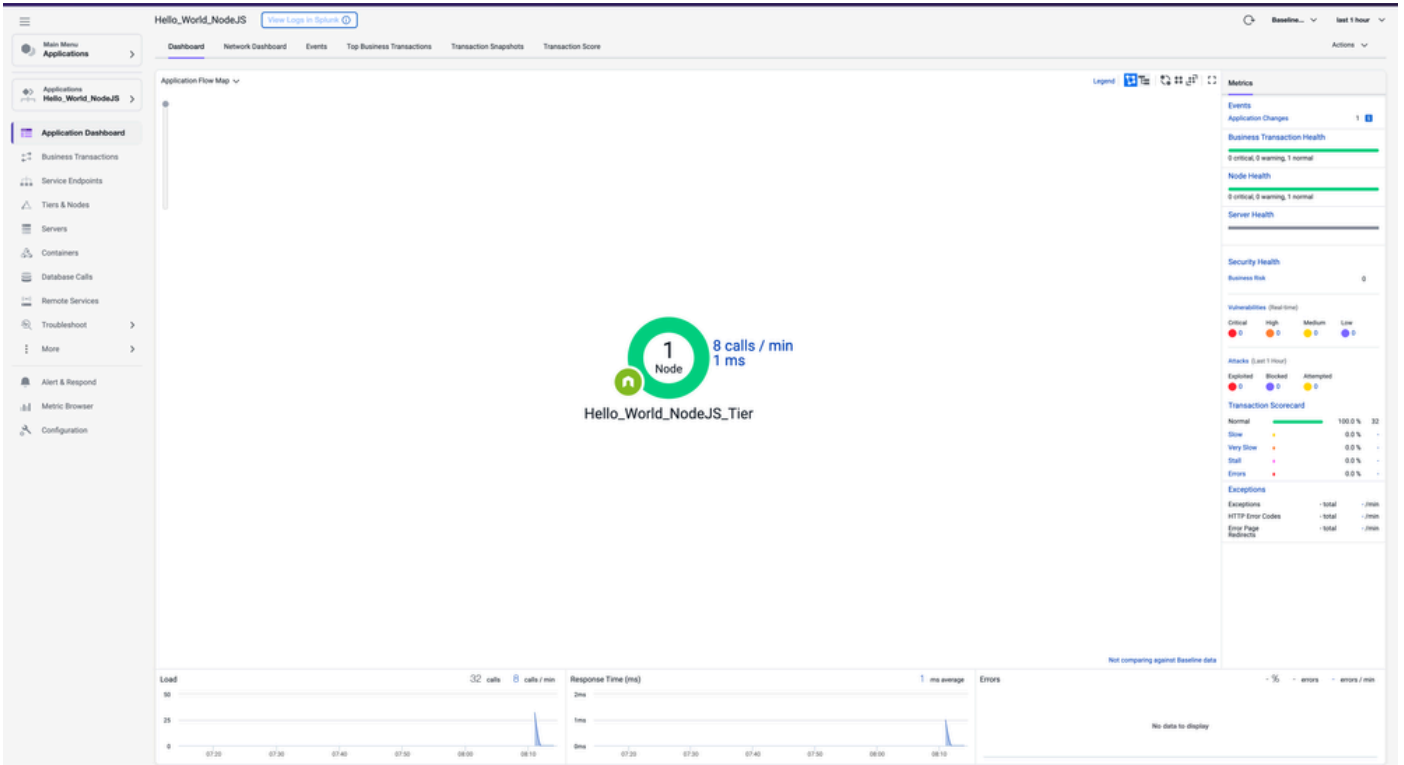 Hello_World_NodeJS View Logs in Splunk
Baseline... last 1 hour
Main Menu
Applications
Dashboard Network Dashboard Events Top Business Transactions Transaction Snapshots Transaction Score
Actions
Applications
Hello_World_NodeJS
Application Dashboard
Business Transactions
Service Endpoints
Tiers & Nodes
Servers
Containers
Database Calls
Remote Services
Troubleshoot
More
Alert & Respond
Metric Browser
Configuration
Application Flow Map
Legend
1
Node
8 calls / min
1 ms
Hello_World_NodeJS_Tier
Not comparing against Baseline data
Metrics
Events
Application Changes 1
Business Transaction Health
0 critical, 0 warning, 1 normal
Node Health
0 critical, 0 warning, 1 normal
Server Health
Security Health
Business Risk 0
Vulnerabilities (Real-time)
Critical High Medium Low
0 0 0 0
Attacks (Last 1 Hour)
Exploited Blocked Attempted
0 0 0
Transaction Scorecard
Normal 100.0 % 32
Slow 0.0 % -
Very Slow 0.0 % -
Stall 0.0 % -
Errors 0.0 % -
Exceptions
Exceptions - total - /min
HTTP Error Codes - total - /min
Error Page Redirects - total - /min
Load 32 calls 8 calls / min
50
25
0
07:20 07:30 07:40 07:50 08:00 08:10
Response Time (ms) 1 ms average
2ms
1ms
0ms
07:20 07:30 07:40 07:50 08:00 08:10
Errors - % - errors - errors / min
No data to display